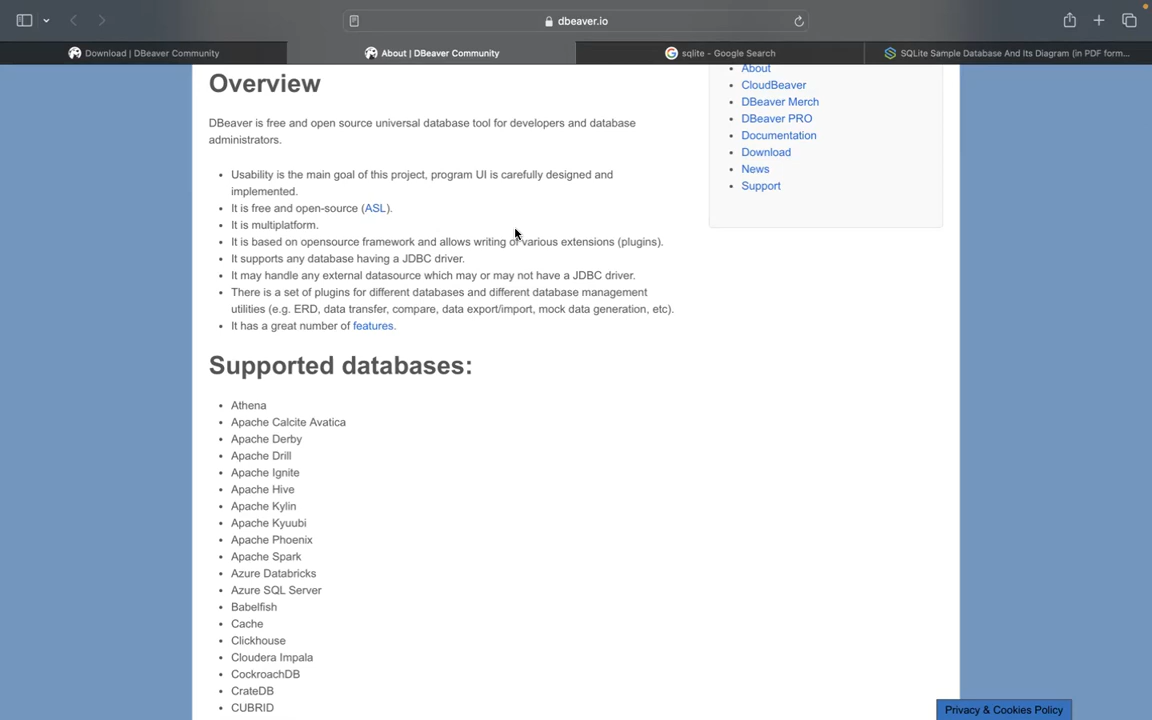 dbeaver.io
Download | DBeaver Community
About | DBeaver Community
sqlite - Google Search
SQLite Sample Database And Its Diagram (in PDF form...
Overview
DBeaver is free and open source universal database tool for developers and database
administrators.
• Usability is the main goal of this project, program UI is carefully designed and
implemented.
• It is free and open-source (ASL).
• It is multiplatform.
• It is based on opensource framework and allows writing of various extensions (plugins).
• It supports any database having a JDBC driver.
• It may handle any external datasource which may or may not have a JDBC driver.
• There is a set of plugins for different databases and different database management
utilities (e.g. ERD, data transfer, compare, data export/import, mock data generation, etc).
• It has a great number of features.
Supported databases:
• Athena
• Apache Calcite Avatica
• Apache Derby
• Apache Drill
• Apache Ignite
• Apache Hive
• Apache Kylin
• Apache Kyuubi
• Apache Phoenix
• Apache Spark
• Azure Databricks
• Azure SQL Server
• Babelfish
• Cache
• Clickhouse
• Cloudera Impala
• CockroachDB
• CrateDB
• CUBRID
• About
• CloudBeaver
• DBeaver Merch
• DBeaver PRO
• Documentation
• Download
• News
• Support
Privacy & Cookies Policy